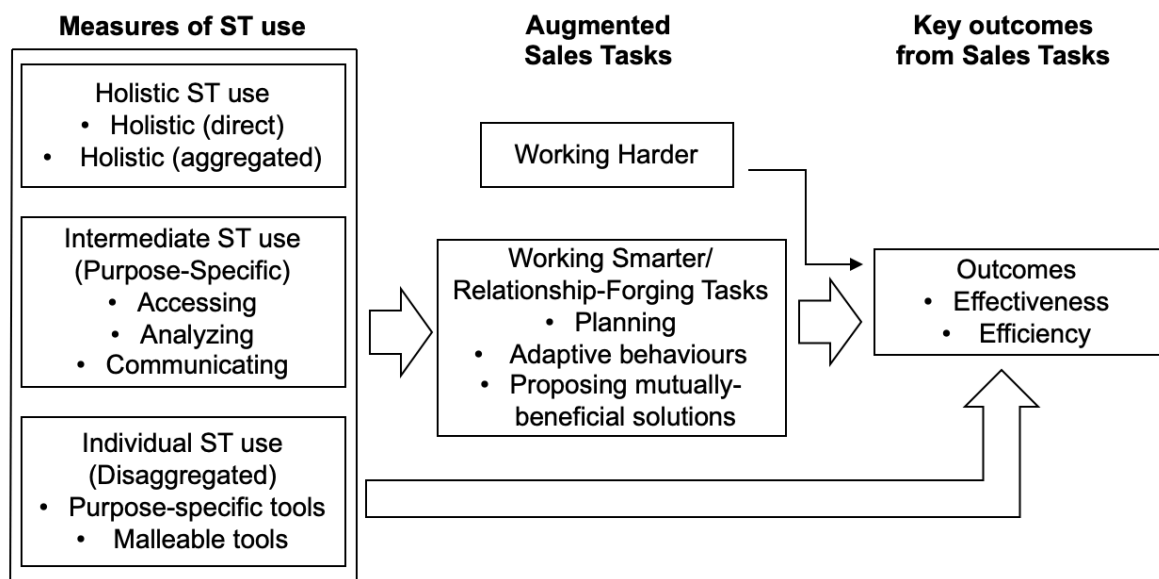 Measures of ST use
Holistic ST use
• Holistic (direct)
• Holistic (aggregated)
Intermediate ST use
(Purpose-Specific)
• Accessing
• Analyzing
• Communicating
Individual ST use
(Disaggregated)
• Purpose-specific tools
• Malleable tools
Augmented
Sales Tasks
Working Harder
Working Smarter/
Relationship-Forging Tasks
• Planning
• Adaptive behaviours
• Proposing mutually-
beneficial solutions
Key outcomes
from Sales Tasks
Outcomes
• Effectiveness
• Efficiency